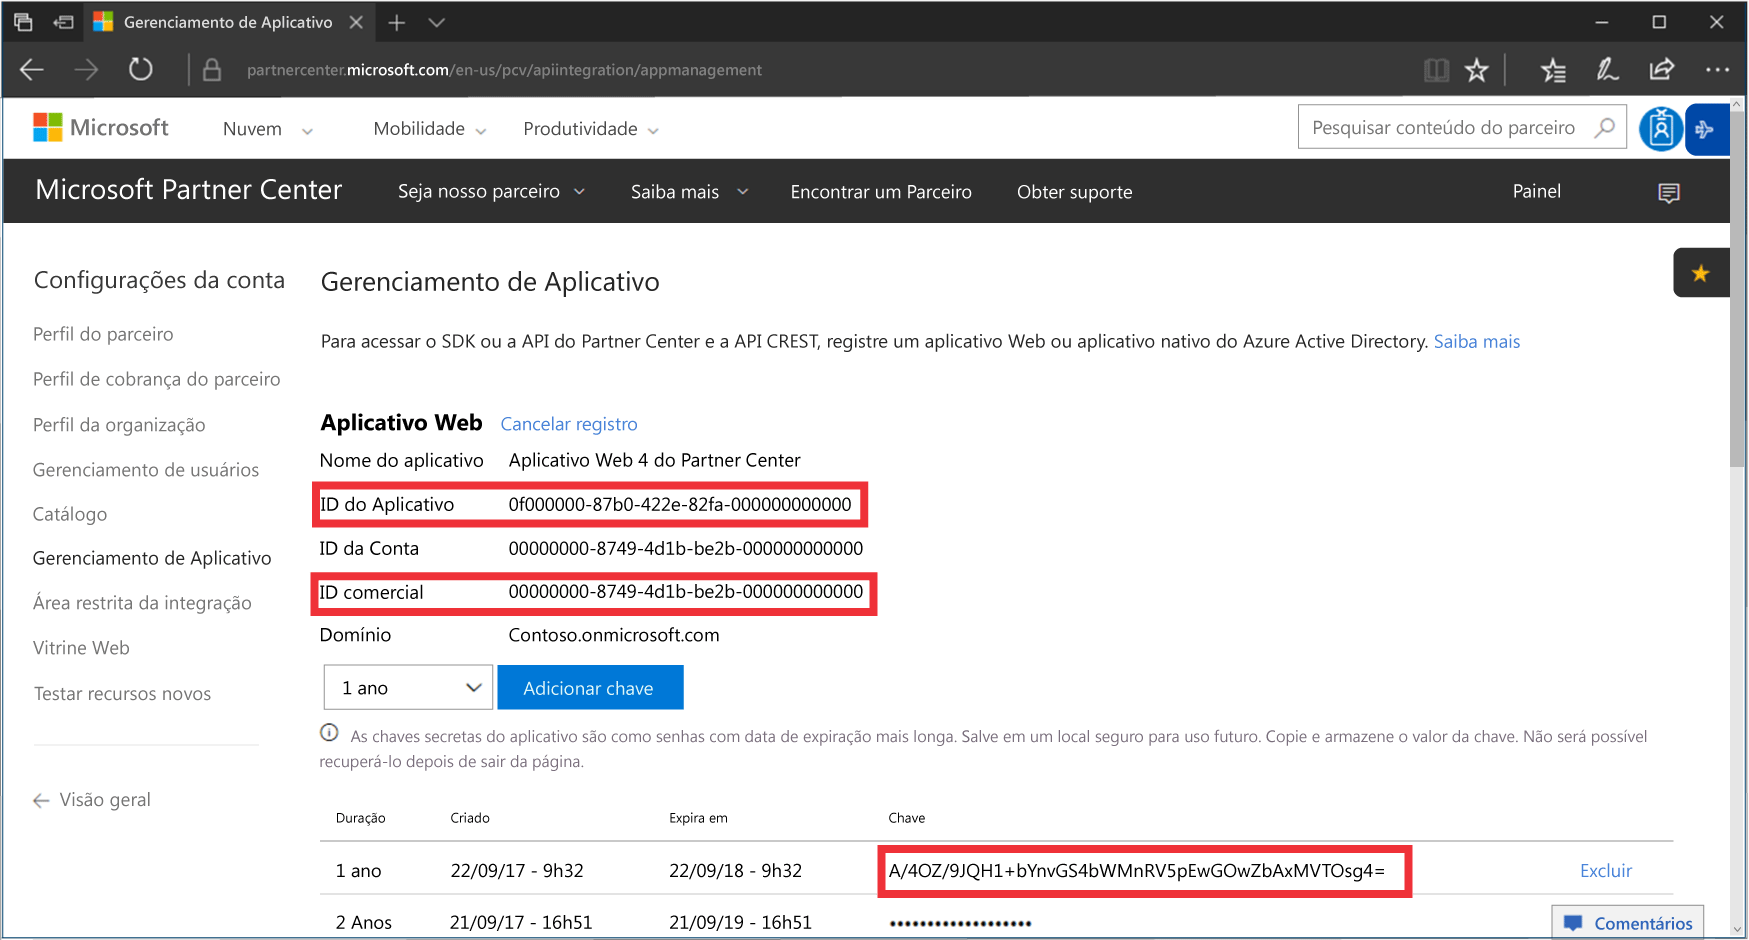 Gerenciamento de Aplicativo
partnercenter.microsoft.com/en-us/pcv/apiintegration/appmanagement
Microsoft Nuvem Mobilidade Produtividade Pesquisar conteúdo do parceiro
Microsoft Partner Center Seja nosso parceiro Saiba mais Encontrar um Parceiro Obter suporte Painel
Configurações da conta
Perfil do parceiro
Perfil de cobrança do parceiro
Perfil da organização
Gerenciamento de usuários
Catálogo
Gerenciamento de Aplicativo
Área restrita da integração
Vitrine Web
Testar recursos novos
Visão geral
Gerenciamento de Aplicativo
Para acessar o SDK ou a API do Partner Center e a API CREST, registre um aplicativo Web ou aplicativo nativo do Azure Active Directory. Saiba mais
Aplicativo Web Cancelar registro
Nome do aplicativo Aplicativo Web 4 do Partner Center
ID do Aplicativo 0f000000-87b0-422e-82fa-000000000000
ID da Conta 00000000-8749-4d1b-be2b-000000000000
ID comercial 00000000-8749-4d1b-be2b-000000000000
Domínio Contoso.onmicrosoft.com
1 ano Adicionar chave
As chaves secretas do aplicativo são como senhas com data de expiração mais longa. Salve em um local seguro para uso futuro. Copie e armazene o valor da chave. Não será possível
recuperá-lo depois de sair da página.
Duração Criado Expira em Chave
1 ano 22/09/17 - 9h32 22/09/18 - 9h32 A/4OZ/9JQH1+bYnvGS4bWMnRV5pEwGOwZbAxMVTOsg4= Excluir
2 Anos 21/09/17 - 16h51 21/09/19 - 16h51 •••••••••••••••••••
Comentários